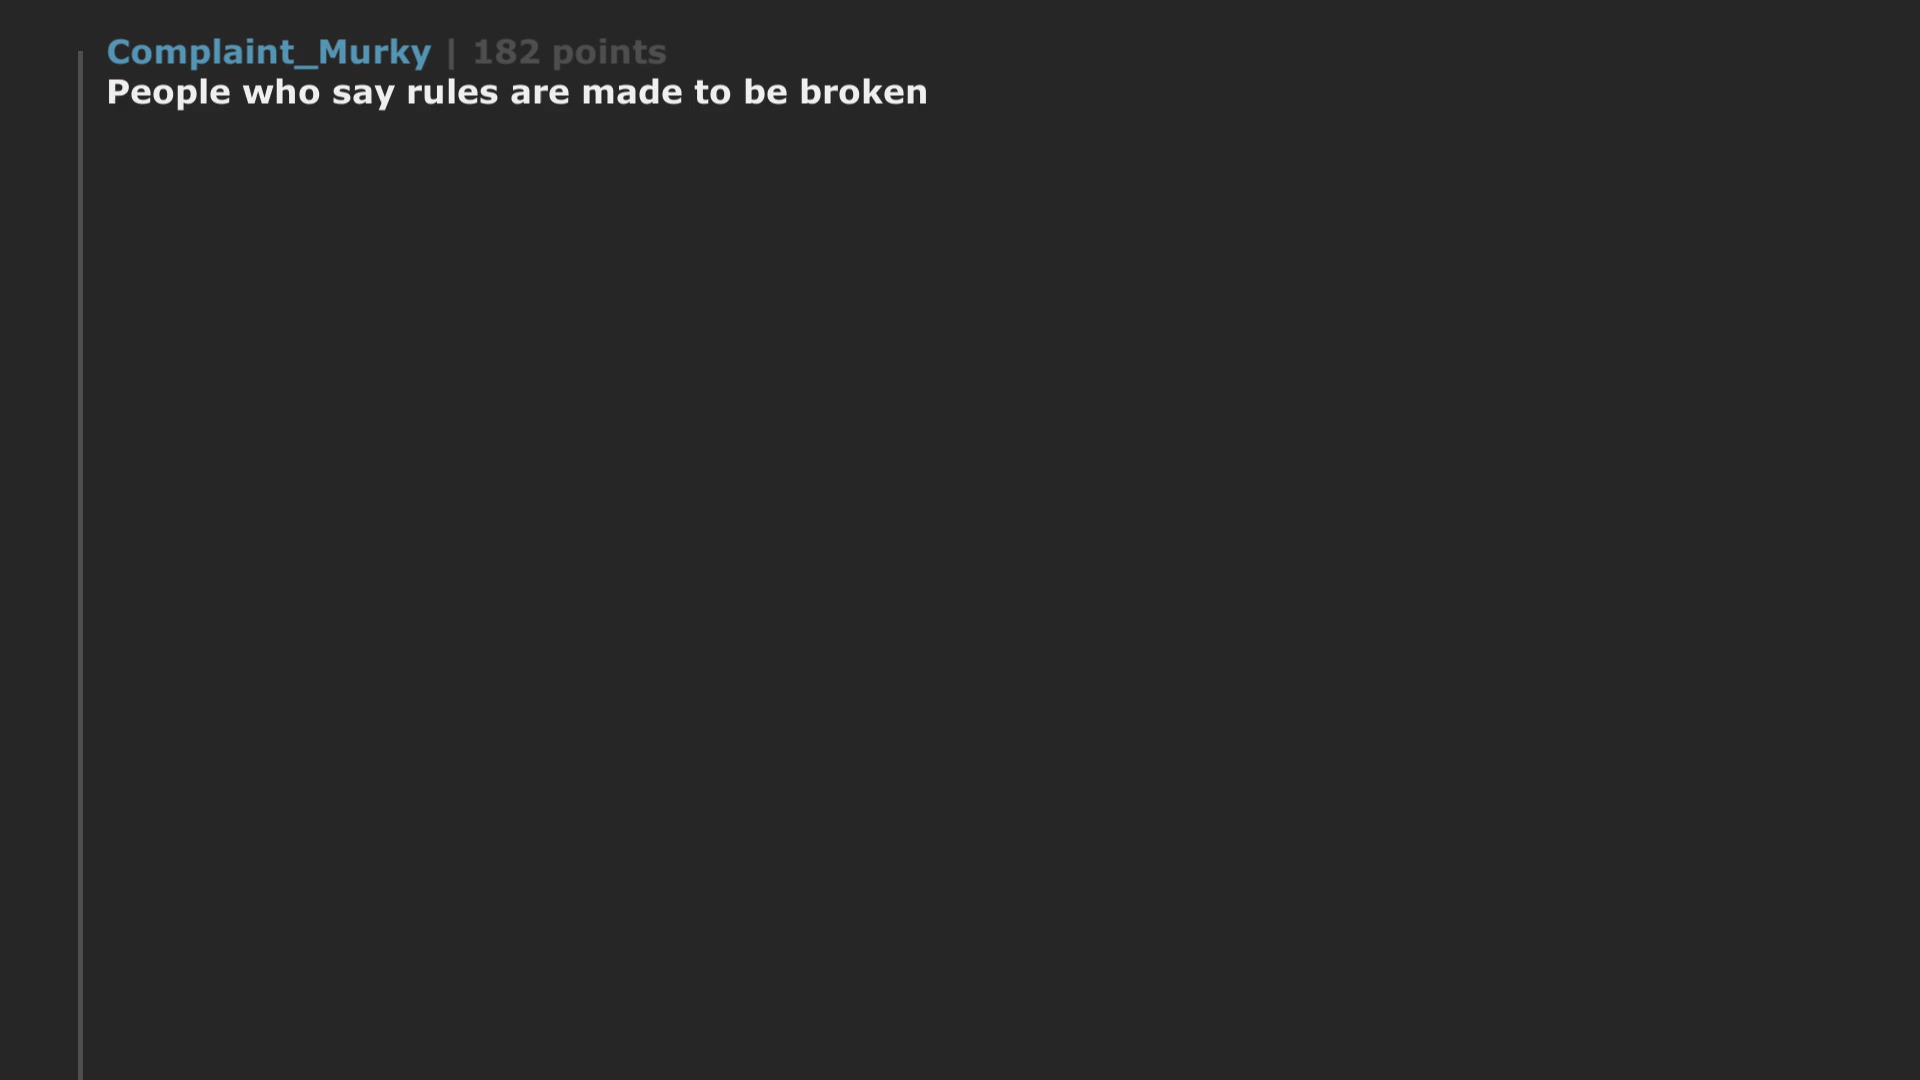 Complaint_Murky | 182 points
People who say rules are made to be broken